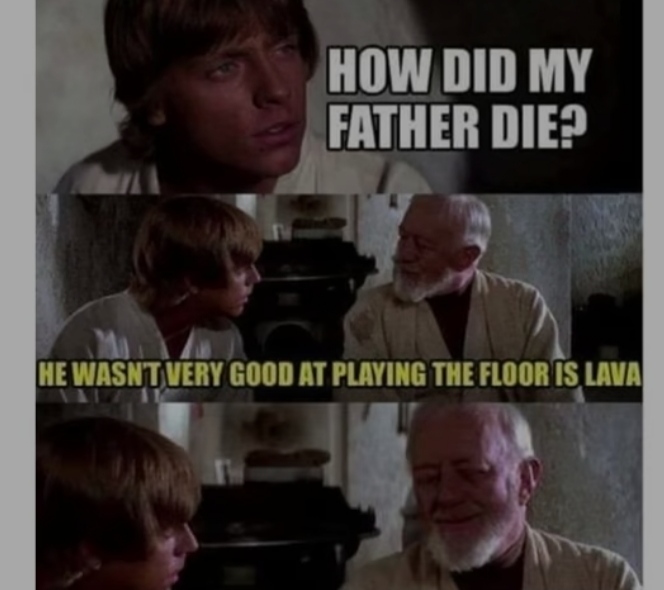 HOW DID MY
FATHER DIE?
HE WASN'T VERY GOOD AT PLAYING THE FLOOR IS LAVA